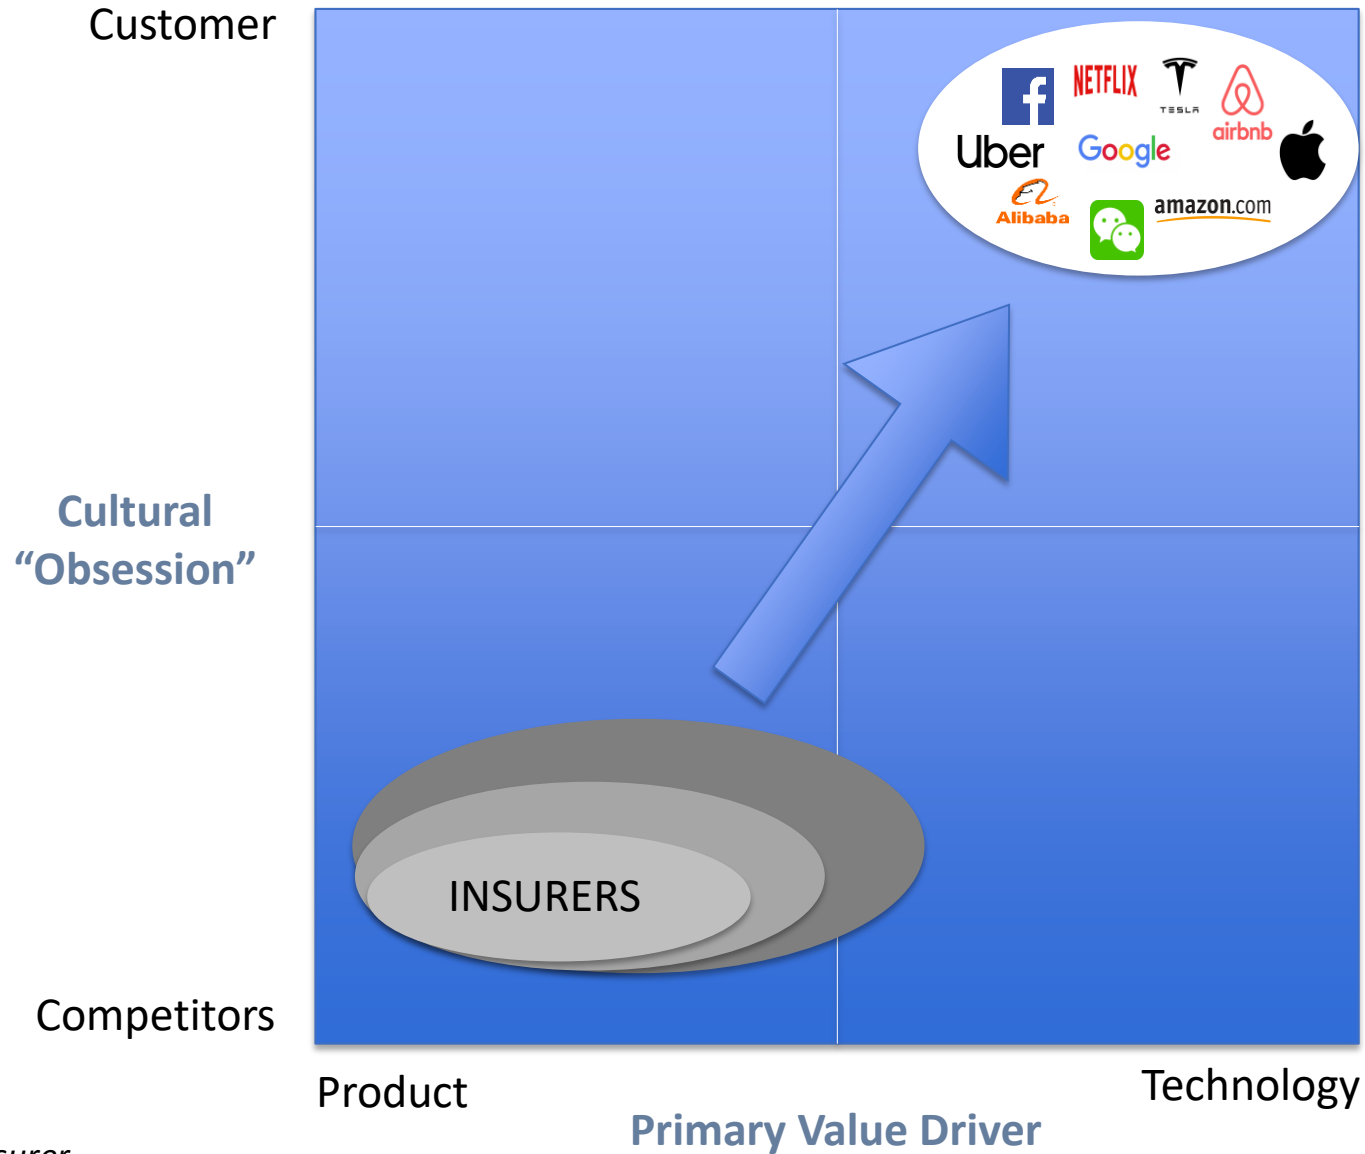 Customer
NETFLIX
TESLA
airbnb
Uber
Google
Alibaba
amazon.com
Cultural
“Obsession”
INSURERS
Competitors
Product
Technology
Primary Value Driver